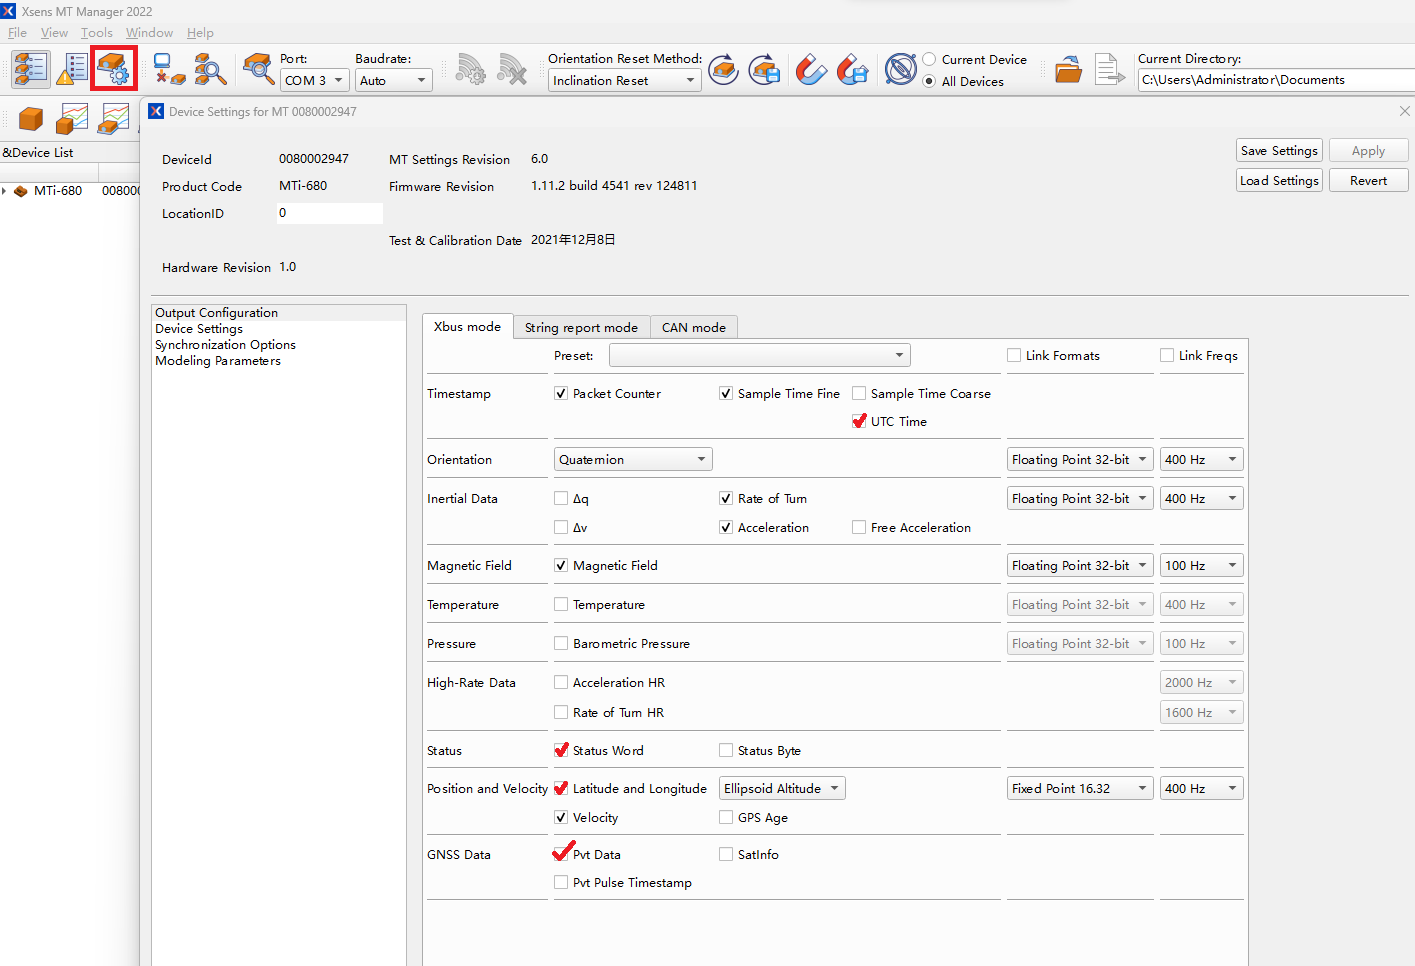 Xsens MT Manager 2022
File View Tools Window Help
Port: Baudrate: Orientation Reset Method: Current Device Current Directory:
COM 3 Auto Inclination Reset All Devices C:\Users\Administrator\Documents
Device Settings for MT 0080002947
&Device List
MTi-680 00800
DeviceId 0080002947 MT Settings Revision 6.0 Save Settings Apply
Product Code MTi-680 Firmware Revision 1.11.2 build 4541 rev 124811 Load Settings Revert
LocationID 0
Test & Calibration Date 2021年12月8日
Hardware Revision 1.0
Output Configuration
Device Settings
Synchronization Options
Modeling Parameters
Xbus mode String report mode CAN mode
Preset: Link Formats Link Freqs
Timestamp Packet Counter Sample Time Fine Sample Time Coarse
UTC Time
Orientation Quaternion Floating Point 32-bit 400 Hz
Inertial Data Δq Rate of Turn Floating Point 32-bit 400 Hz
Δv Acceleration Free Acceleration
Magnetic Field Magnetic Field Floating Point 32-bit 100 Hz
Temperature Temperature Floating Point 32-bit 400 Hz
Pressure Barometric Pressure Floating Point 32-bit 100 Hz
High-Rate Data Acceleration HR 2000 Hz
Rate of Turn HR 1600 Hz
Status Status Word Status Byte
Position and Velocity Latitude and Longitude Ellipsoid Altitude Fixed Point 16.32 400 Hz
Velocity GPS Age
GNSS Data Pvt Data SatInfo
Pvt Pulse Timestamp